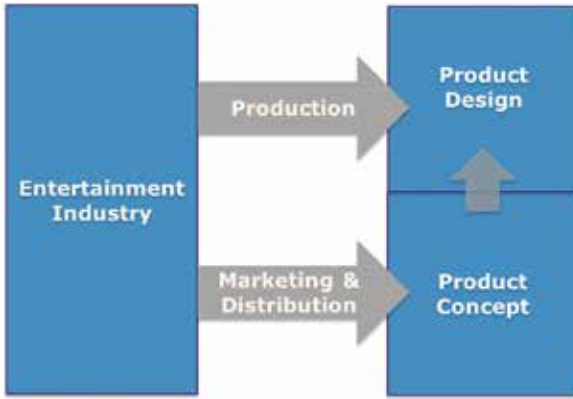 Entertainment
Industry
Production
Marketing &
Distribution
Product
Design
Product
Concept